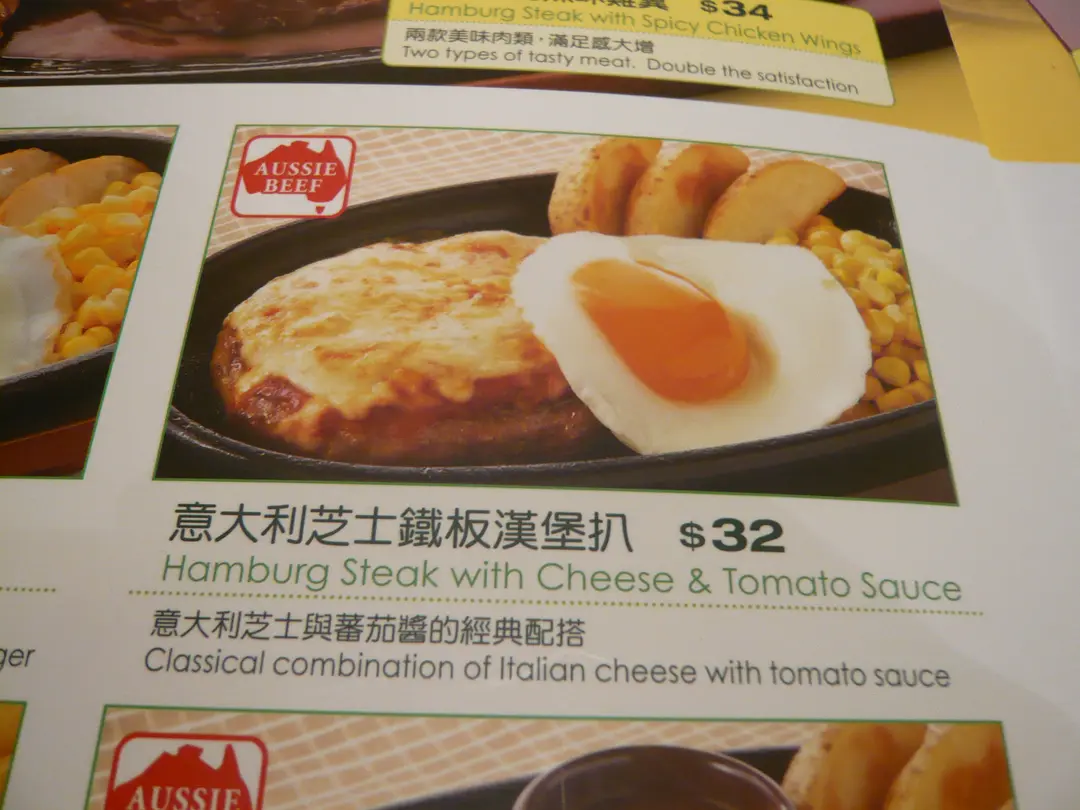 $34
Hamburg Steak with Spicy Chicken Wings
兩款美味肉類，滿足感大增
Two types of tasty meat. Double the satisfaction
AUSSIE
BEEF
意大利芝士鐵板漢堡扒 $32
Hamburg Steak with Cheese & Tomato Sauce
意大利芝士與蕃茄醬的經典配搭
Classical combination of Italian cheese with tomato sauce
ger
AUSSIE